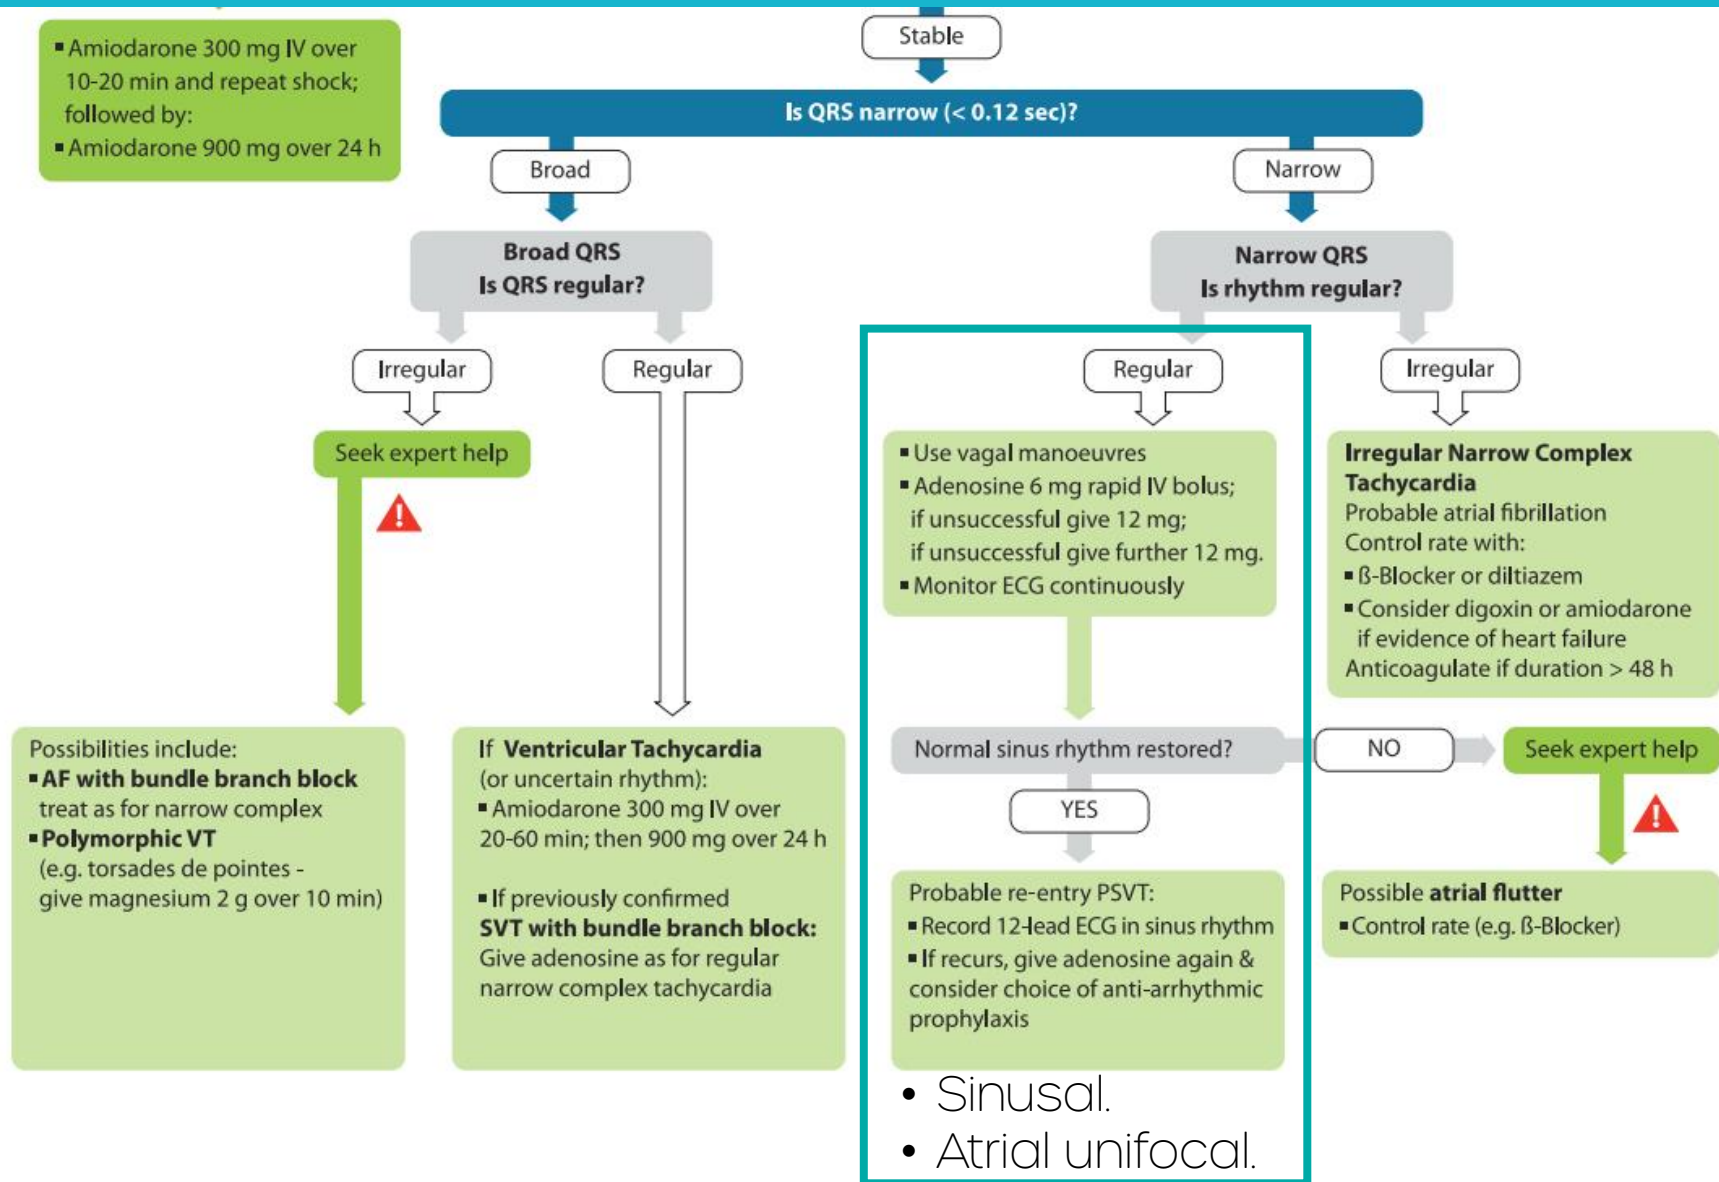 ▪ Amiodarone 300 mg IV over
10-20 min and repeat shock;
followed by:
▪ Amiodarone 900 mg over 24 h
Stable
Is QRS narrow (< 0.12 sec)?
Broad
Narrow
Broad QRS
Is QRS regular?
Narrow QRS
Is rhythm regular?
Irregular
Regular
Regular
Irregular
Seek expert help
▪ Use vagal manoeuvres
▪ Adenosine 6 mg rapid IV bolus;
if unsuccessful give 12 mg;
if unsuccessful give further 12 mg.
▪ Monitor ECG continuously
Irregular Narrow Complex
Tachycardia
Probable atrial fibrillation
Control rate with:
▪ ß-Blocker or diltiazem
▪ Consider digoxin or amiodarone
if evidence of heart failure
Anticoagulate if duration > 48 h
!
Possibilities include:
▪ AF with bundle branch block
treat as for narrow complex
▪ Polymorphic VT
(e.g. torsades de pointes -
give magnesium 2 g over 10 min)
If Ventricular Tachycardia
(or uncertain rhythm):
▪ Amiodarone 300 mg IV over
20-60 min; then 900 mg over 24 h
▪ If previously confirmed
SVT with bundle branch block:
Give adenosine as for regular
narrow complex tachycardia
Normal sinus rhythm restored?
NO
Seek expert help
YES
!
Probable re-entry PSVT:
▪ Record 12-lead ECG in sinus rhythm
▪ If recurs, give adenosine again &
consider choice of anti-arrhythmic
prophylaxis
Possible atrial flutter
▪ Control rate (e.g. ß-Blocker)
• Sinusal.
• Atrial unifocal.